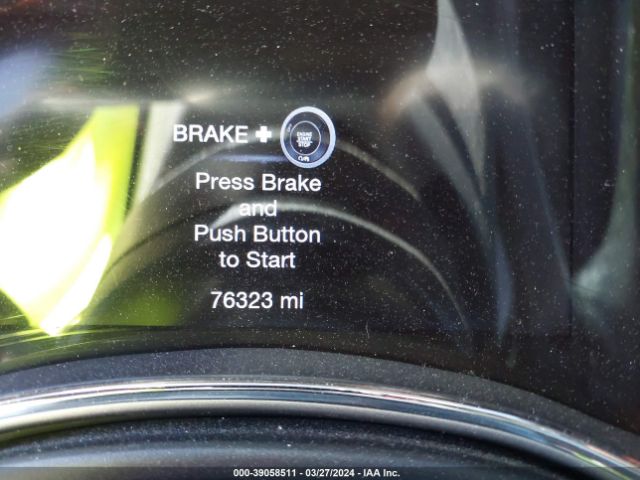 BRAKE +
ENGINE
START
STOP
Press Brake
and
Push Button
to Start
76323 mi
000-39058511 — 03/27/2024 — IAA Inc.